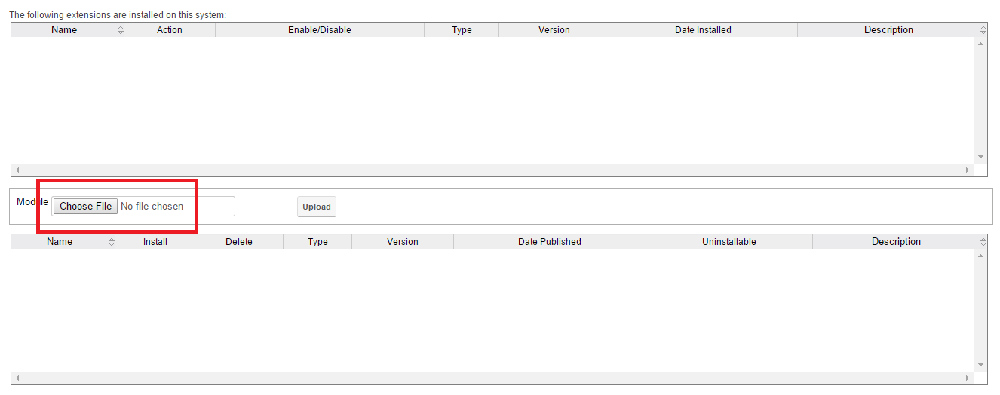 The following extensions are installed on this system:
Name Action Enable/Disable Type Version Date Installed Description
Module Choose File No file chosen Upload
Name Install Delete Type Version Date Published Uninstallable Description